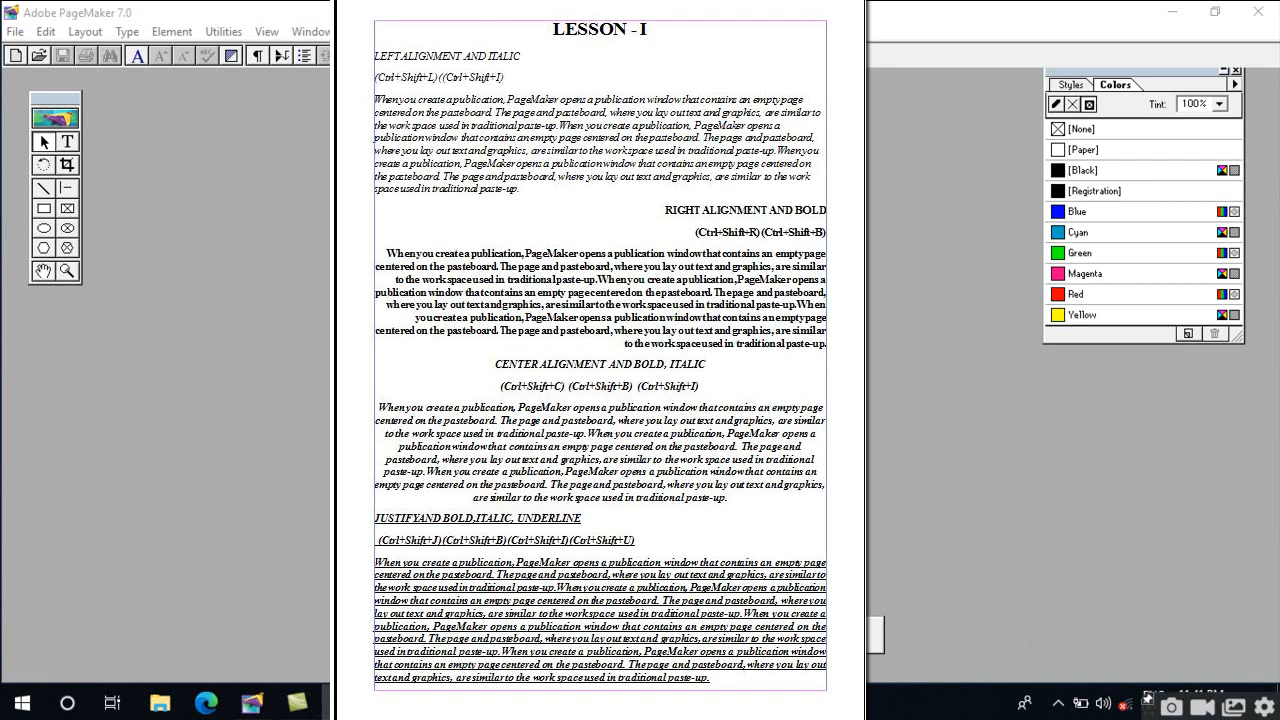 Adobe PageMaker 7.0
File Edit Layout Type Element Utilities View Window
LESSON - I
LEFT ALIGNMENT AND ITALIC
(Ctrl+Shift+L)((Ctrl+Shift+I)
When you create a publication, PageMaker opens a publication window that contains an empty page
centered on the pasteboard. The page and pasteboard, where you lay out text and graphics, are similar to
the work space used in traditional paste-up.When you create a publication, PageMaker opens a
publication window that contains an empty page centered on the pasteboard. The page and pasteboard,
where you lay out text and graphics, are similar to the work space used in traditional paste-up.When you
create a publication, PageMaker opens a publication window that contains an empty page centered on
the pasteboard. The page and pasteboard, where you lay out text and graphics, are similar to the work
space used in traditional paste-up.
RIGHT ALIGNMENT AND BOLD
(Ctrl+Shift+R)(Ctrl+Shift+B)
When you create a publication, PageMaker opens a publication window that contains an empty page
centered on the pasteboard. The page and pasteboard, where you lay out text and graphics, are similar
to the work space used in traditional paste-up.When you create a publication, PageMaker opens a
publication window that contains an empty page centered on the pasteboard. The page and pasteboard,
where you lay out text and graphics, are similar to the work space used in traditional paste-up.When
you create a publication, PageMaker opens a publication window that contains an empty page
centered on the pasteboard. The page and pasteboard, where you lay out text and graphics, are similar
to the work space used in traditional paste-up.
CENTER ALIGNMENT AND BOLD, ITALIC
(Ctrl+Shift+C) (Ctrl+Shift+B) (Ctrl+Shift+I)
When you create a publication, PageMaker opens a publication window that contains an empty page
centered on the pasteboard. The page and pasteboard, where you lay out text and graphics, are similar
to the work space used in traditional paste-up.When you create a publication, PageMaker opens a
publication window that contains an empty page centered on the pasteboard. The page and
pasteboard, where you lay out text and graphics, are similar to the work space used in traditional
paste-up.When you create a publication, PageMaker opens a publication window that contains an
empty page centered on the pasteboard. The page and pasteboard, where you lay out text and graphics,
are similar to the work space used in traditional paste-up.
JUSTIFYAND BOLD,ITALIC, UNDERLINE
(Ctrl+Shift+J)(Ctrl+Shift+B)(Ctrl+Shift+I)(Ctrl+Shift+U)
When you create a publication, PageMaker opens a publication window that contains an empty page
centered on the pasteboard. The page and pasteboard, where you lay out text and graphics, are similar to
the work space used in traditional paste-up.When you create a publication, PageMaker opens a publication
window that contains an empty page centered on the pasteboard. The page and pasteboard, where you
lay out text and graphics, are similar to the work space used in traditional paste-up.When you create a
publication, PageMaker opens a publication window that contains an empty page centered on the
pasteboard. The page and pasteboard, where you lay out text and graphics, are similar to the work space
used in traditional paste-up.When you create a publication, PageMaker opens a publication window
that contains an empty page centered on the pasteboard. The page and pasteboard, where you lay out
text and graphics, are similar to the work space used in traditional paste-up.
Styles Colors
Tint: 100%
[None]
[Paper]
[Black]
[Registration]
Blue
Cyan
Green
Magenta
Red
Yellow